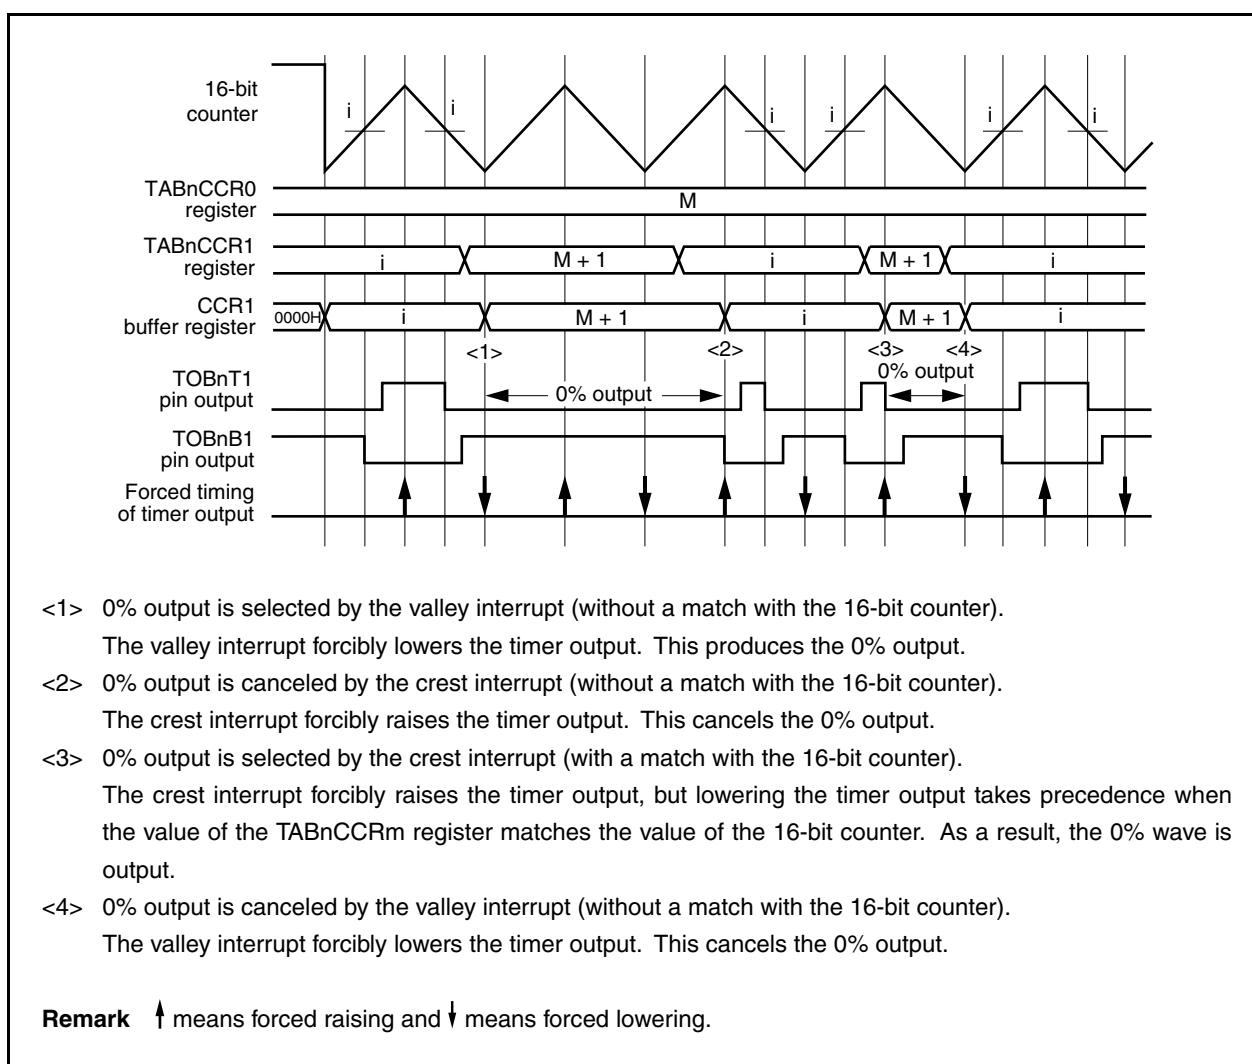 16-bit
counter
i
i
i
i
i
i
TABnCCR0
register
M
TABnCCR1
register
i
M + 1
i
M + 1
i
CCR1
buffer register
0000H
i
M + 1
i
M + 1
i
<1>
<2>
<3>
<4>
TOBnT1
pin output
0% output
0% output
TOBnB1
pin output
Forced timing
of timer output
<1> 0% output is selected by the valley interrupt (without a match with the 16-bit counter).
The valley interrupt forcibly lowers the timer output. This produces the 0% output.
<2> 0% output is canceled by the crest interrupt (without a match with the 16-bit counter).
The crest interrupt forcibly raises the timer output. This cancels the 0% output.
<3> 0% output is selected by the crest interrupt (with a match with the 16-bit counter).
The crest interrupt forcibly raises the timer output, but lowering the timer output takes precedence when
the value of the TABnCCRm register matches the value of the 16-bit counter. As a result, the 0% wave is
output.
<4> 0% output is canceled by the valley interrupt (without a match with the 16-bit counter).
The valley interrupt forcibly lowers the timer output. This cancels the 0% output.
Remark ↑ means forced raising and ↓ means forced lowering.